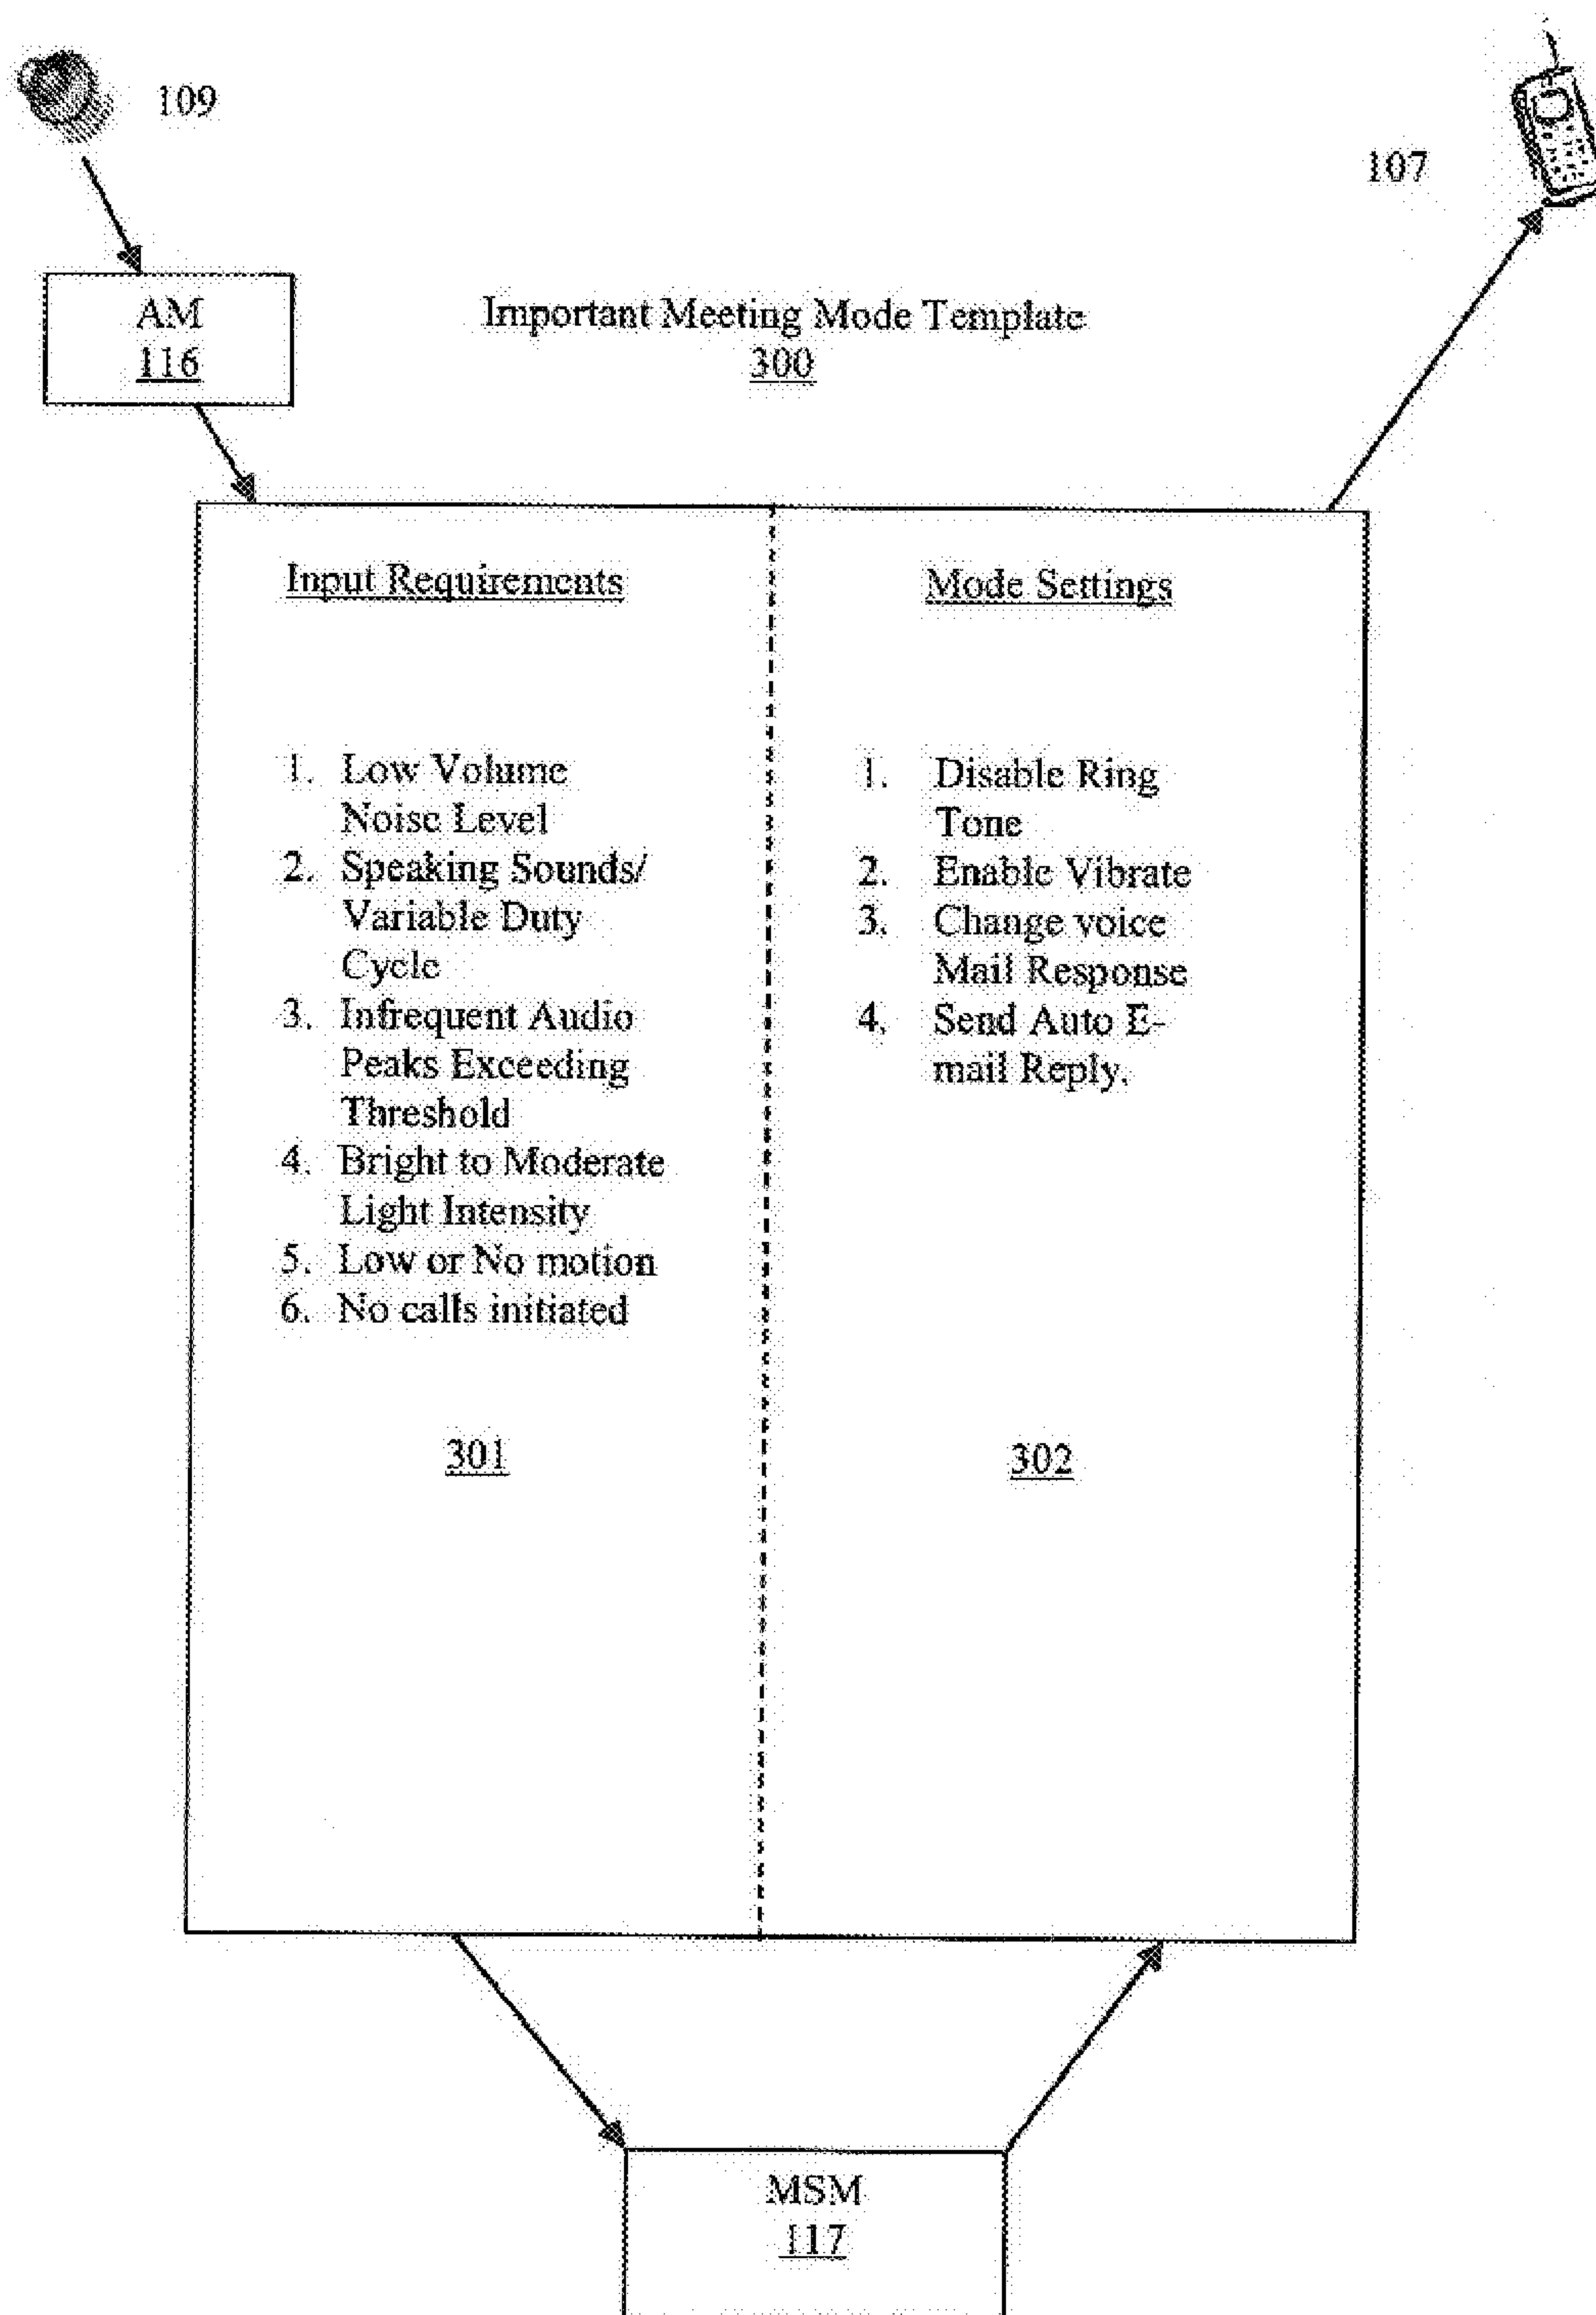 109
107
AM
116
Important Meeting Mode Template
300
Input Requirements
1. Low Volume
Noise Level
2. Speaking Sounds/
Variable Duty
Cycle
3. Infrequent Audio
Peaks Exceeding
Threshold
4. Bright to Moderate
Light Intensity
5. Low or No motion
6. No calls initiated
301
Mode Settings
1. Disable Ring
Tone
2. Enable Vibrate
3. Change voice
Mail Response
4. Send Auto E-
mail Reply.
302
MSM
117